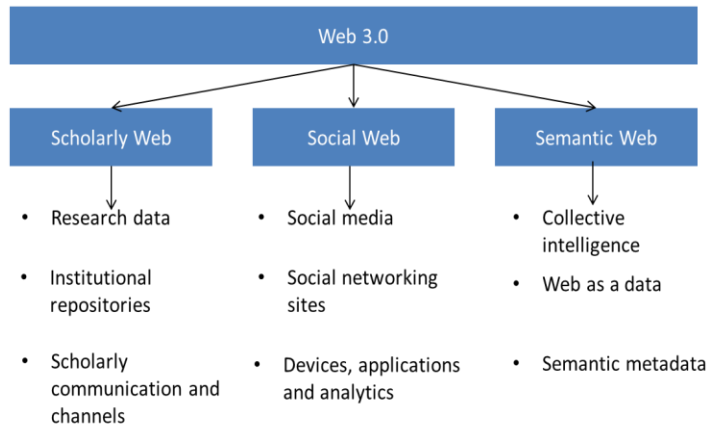 Web 3.0
Scholarly Web
Social Web
Semantic Web
• Research data
• Institutional
repositories
• Scholarly
communication and
channels
• Social media
• Social networking
sites
• Devices, applications
and analytics
• Collective
intelligence
• Web as a data
• Semantic metadata